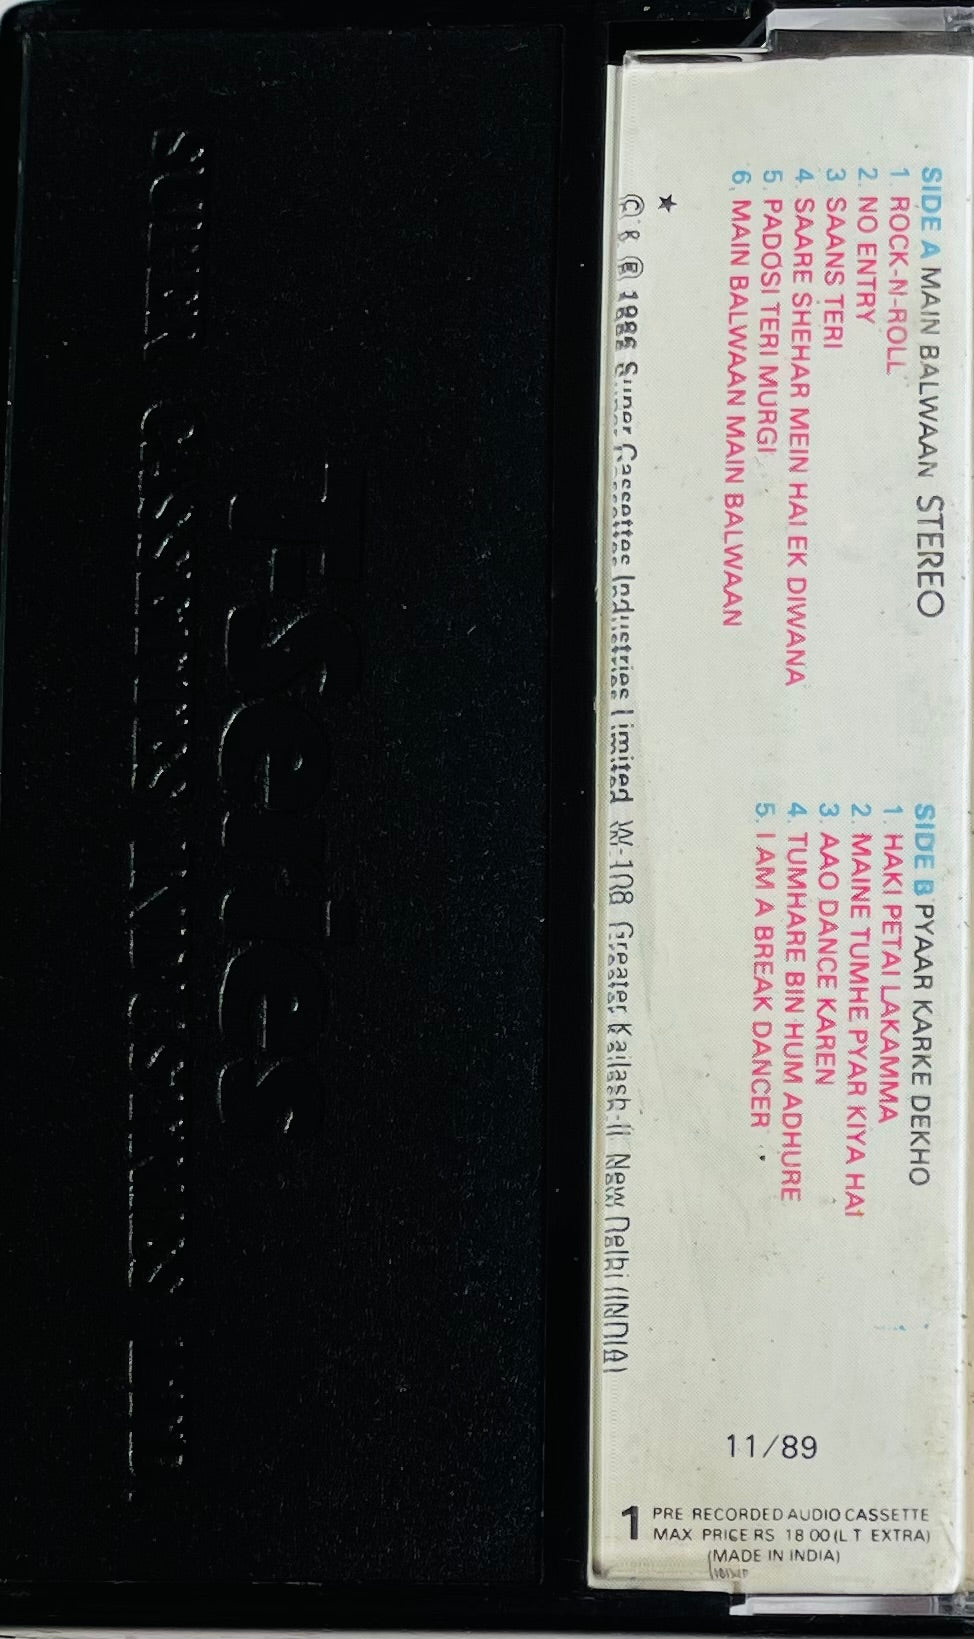 SIDE A MAIN BALWAAN STEREO
1. ROCK-N-ROLL
2. NO ENTRY
3. SAANS TERI
4. SAARE SHEHAR MEIN HAI EK DIWANA
5. PADOSI TERI MURGI
6. MAIN BALWAAN MAIN BALWAAN
SIDE B PYAAR KARKE DEKHO
1. HAKI PETAI LAKAMMA
2. MAINE TUMHE PYAR KIYA HAI
3. AAO DANCE KAREN
4. TUMHARE BIN HUM ADHURE
5. I AM A BREAK DANCER
★
© & ℗ 1986 Super Cassettes Industries Limited W-108 Greater Kailash-II New Delhi (INDIA)
11/89
1 PRE RECORDED AUDIO CASSETTE
MAX PRICE RS 18 00 (L T EXTRA)
(MADE IN INDIA)
T-Series
SUPER CASSETTES INDUSTRIES